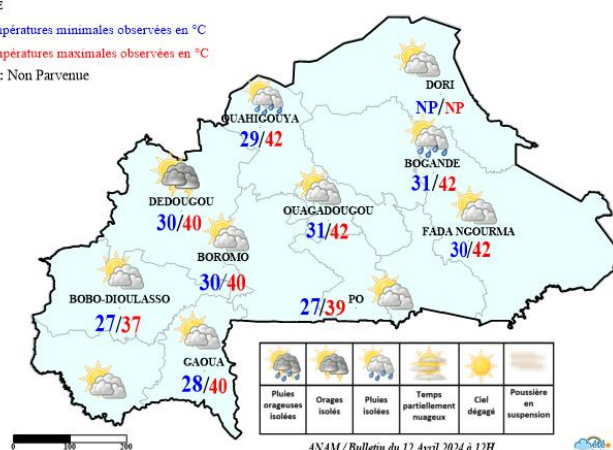 températures minimales observées en °C
températures maximales observées en °C
: Non Parvenue
DORI
NP/NP
OUAHIGOUYA
29/42
BOGANDE
31/42
DEDOUGOU
30/40
OUAGADOUGOU
31/42
FADA NGOURMA
30/42
BOROMO
30/40
BOBO-DIOULASSO
27/37
27/39 PO
GAOUA
28/40
Pluies orageuses isolées
Orages isolés
Pluies isolées
Temps partiellement nuageux
Ciel dégagé
Poussière en suspension
0 100 200
ANAM / Bulletin du 12 Avril 2024 à 12H